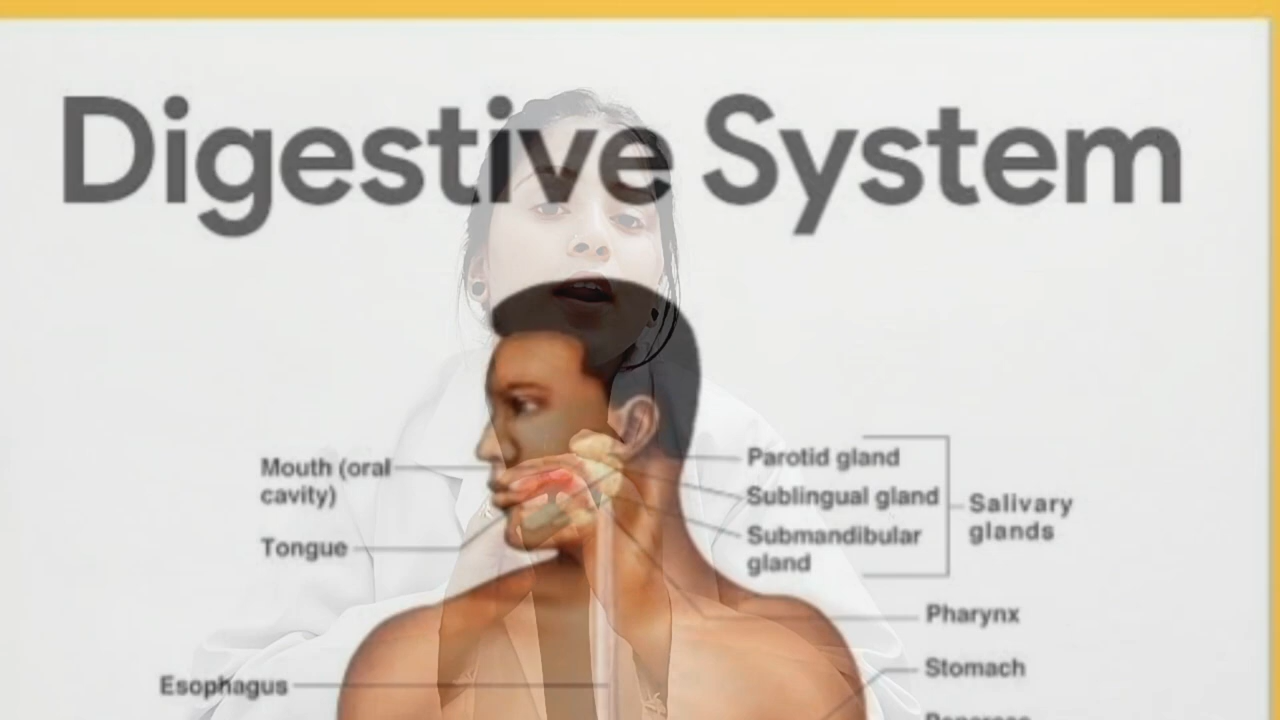 Digestive System
Mouth (oral
cavity)
Tongue
Esophagus
Parotid gland
Sublingual gland
Submandibular
gland
Salivary
glands
Pharynx
Stomach